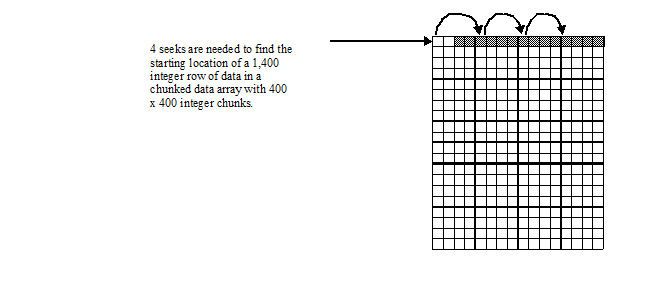 4 seeks are needed to find the
starting location of a 1,400
integer row of data in a
chunked data array with 400
x 400 integer chunks.